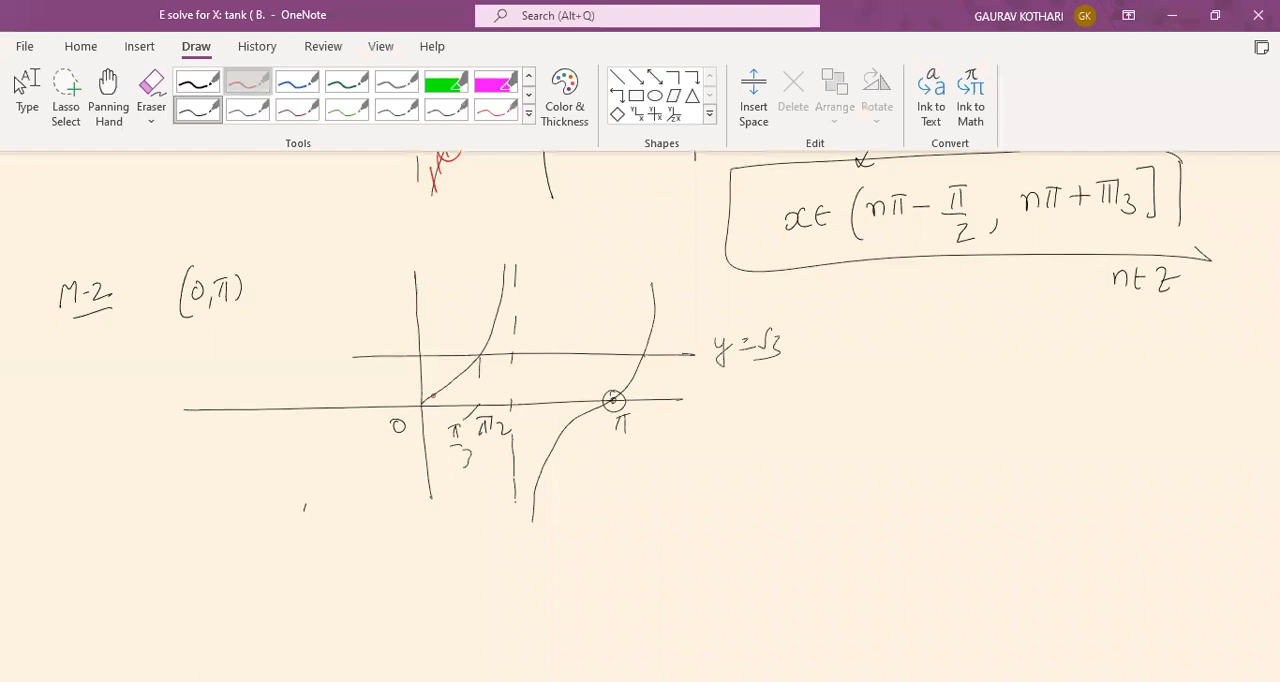 E solve for X: tank ( B. - OneNote
Search (Alt+Q)
GAURAV KOTHARI GK
File Home Insert Draw History Review View Help
Type Lasso Select Panning Hand Eraser Color & Thickness Insert Space Delete Arrange Rotate Ink to Text Ink to Math
Tools Shapes Edit Convert
x∈ (nπ - π/2, nπ + π/3]
n∈Z
M-2 (0,π)
y = √3
0 π/3 π/2 π